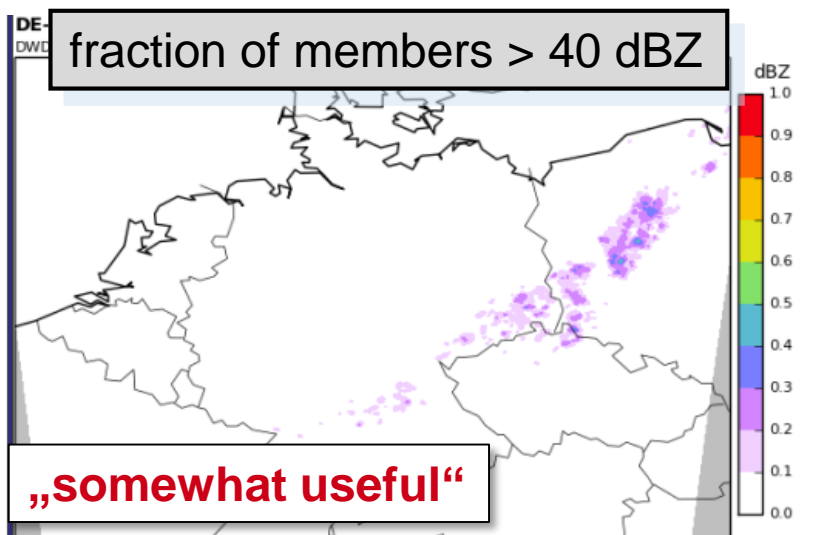 DE-
DWD
fraction of members > 40 dBZ
dBZ
1.0
0.9
0.8
0.7
0.6
0.5
0.4
0.3
0.2
0.1
0.0
„somewhat useful“